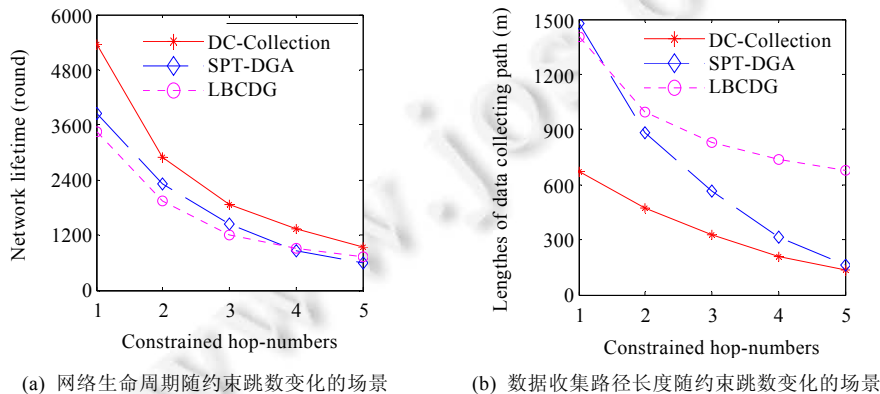 6000
4800
3600
2400
1200
0
Network lifetime (round)
DC-Collection
SPT-DGA
LBCDG
1 2 3 4 5
Constrained hop-numbers
(a) 网络生命周期随约束跳数变化的场景
1500
1200
900
600
300
0
Lengthes of data collecting path (m)
DC-Collection
SPT-DGA
LBCDG
1 2 3 4 5
Constrained hop-numbers
(b) 数据收集路径长度随约束跳数变化的场景